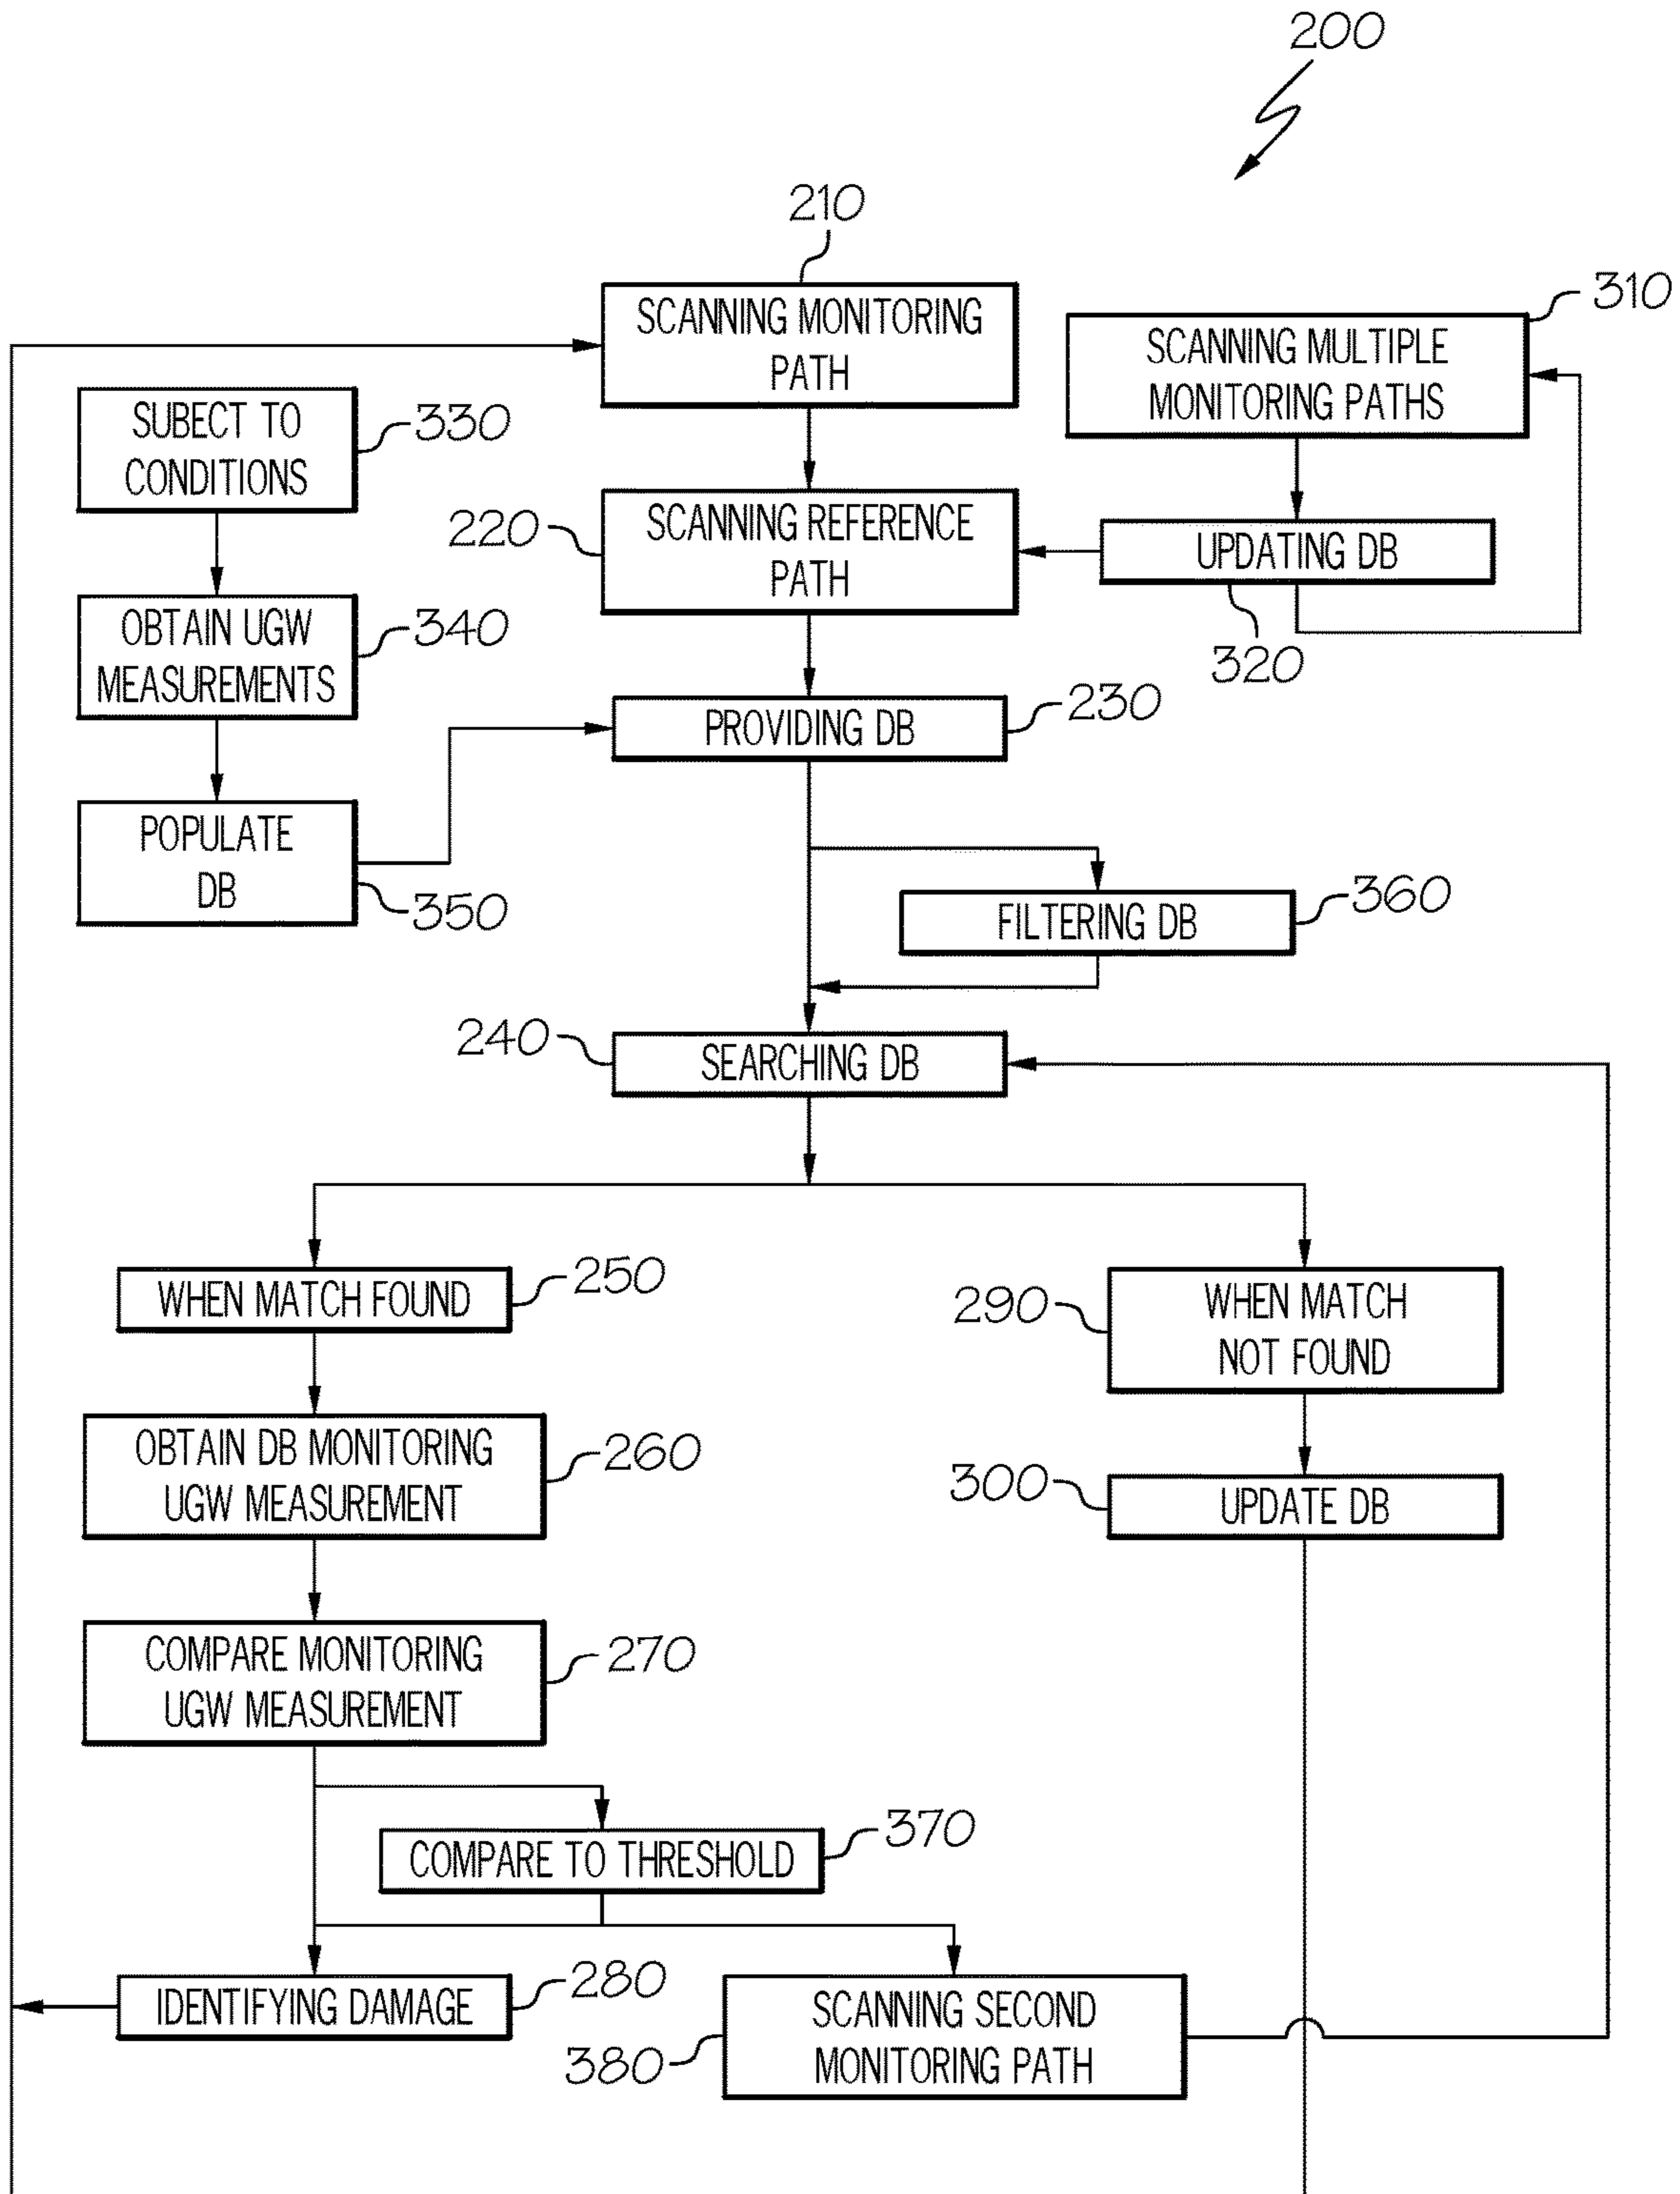 200
210
SCANNING MONITORING
PATH
310
SCANNING MULTIPLE
MONITORING PATHS
SUBECT TO
CONDITIONS
330
220
SCANNING REFERENCE
PATH
UPDATING DB
320
OBTAIN UGW
MEASUREMENTS
340
PROVIDING DB
230
POPULATE
DB
350
FILTERING DB
360
240
SEARCHING DB
WHEN MATCH FOUND
250
290
WHEN MATCH
NOT FOUND
OBTAIN DB MONITORING
UGW MEASUREMENT
260
300
UPDATE DB
COMPARE MONITORING
UGW MEASUREMENT
270
COMPARE TO THRESHOLD
370
IDENTIFYING DAMAGE
280
SCANNING SECOND
MONITORING PATH
380